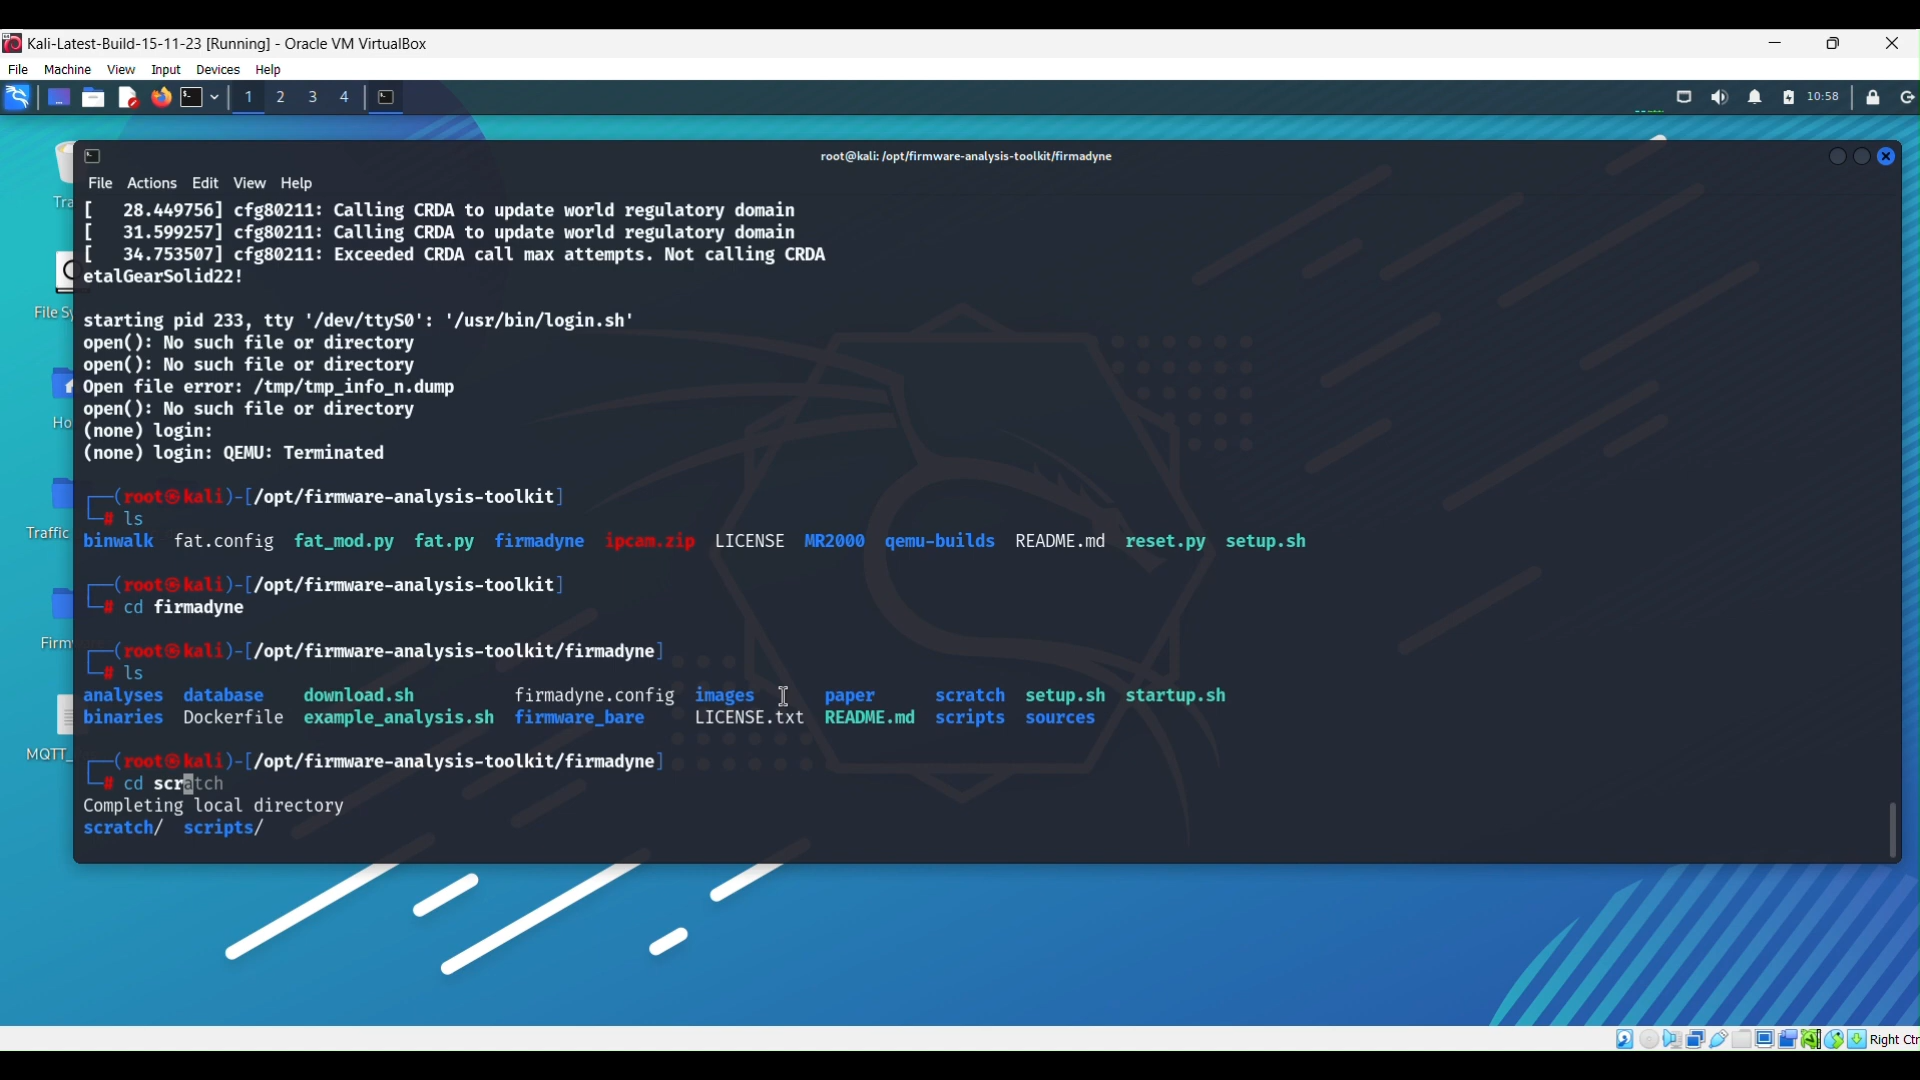 Kali-Latest-Build-15-11-23 [Running] - Oracle VM VirtualBox
File Machine View Input Devices Help
1 2 3 4 10:58
root@kali: /opt/firmware-analysis-toolkit/firmadyne
File Actions Edit View Help
[   28.449756] cfg80211: Calling CRDA to update world regulatory domain
[   31.599257] cfg80211: Calling CRDA to update world regulatory domain
[   34.753507] cfg80211: Exceeded CRDA call max attempts. Not calling CRDA
etalGearSolid22!
File Sy
starting pid 233, tty '/dev/ttyS0': '/usr/bin/login.sh'
open(): No such file or directory
open(): No such file or directory
Open file error: /tmp/tmp_info_n.dump
open(): No such file or directory
Ho
(none) login:
(none) login: QEMU: Terminated
┌──(root㉿kali)-[/opt/firmware-analysis-toolkit]
└─# ls
Traffic
binwalk  fat.config  fat_mod.py  fat.py  firmadyne  ipcam.zip  LICENSE  MR2000  qemu-builds  README.md  reset.py  setup.sh
┌──(root㉿kali)-[/opt/firmware-analysis-toolkit]
└─# cd firmadyne
Firmw
┌──(root㉿kali)-[/opt/firmware-analysis-toolkit/firmadyne]
└─# ls
analyses  database    download.sh          firmadyne.config  images       paper      scratch  setup.sh  startup.sh
binaries  Dockerfile  example_analysis.sh  firmware_bare     LICENSE.txt  README.md  scripts  sources
MQTT_
┌──(root㉿kali)-[/opt/firmware-analysis-toolkit/firmadyne]
└─# cd scratch
Completing local directory
scratch/  scripts/